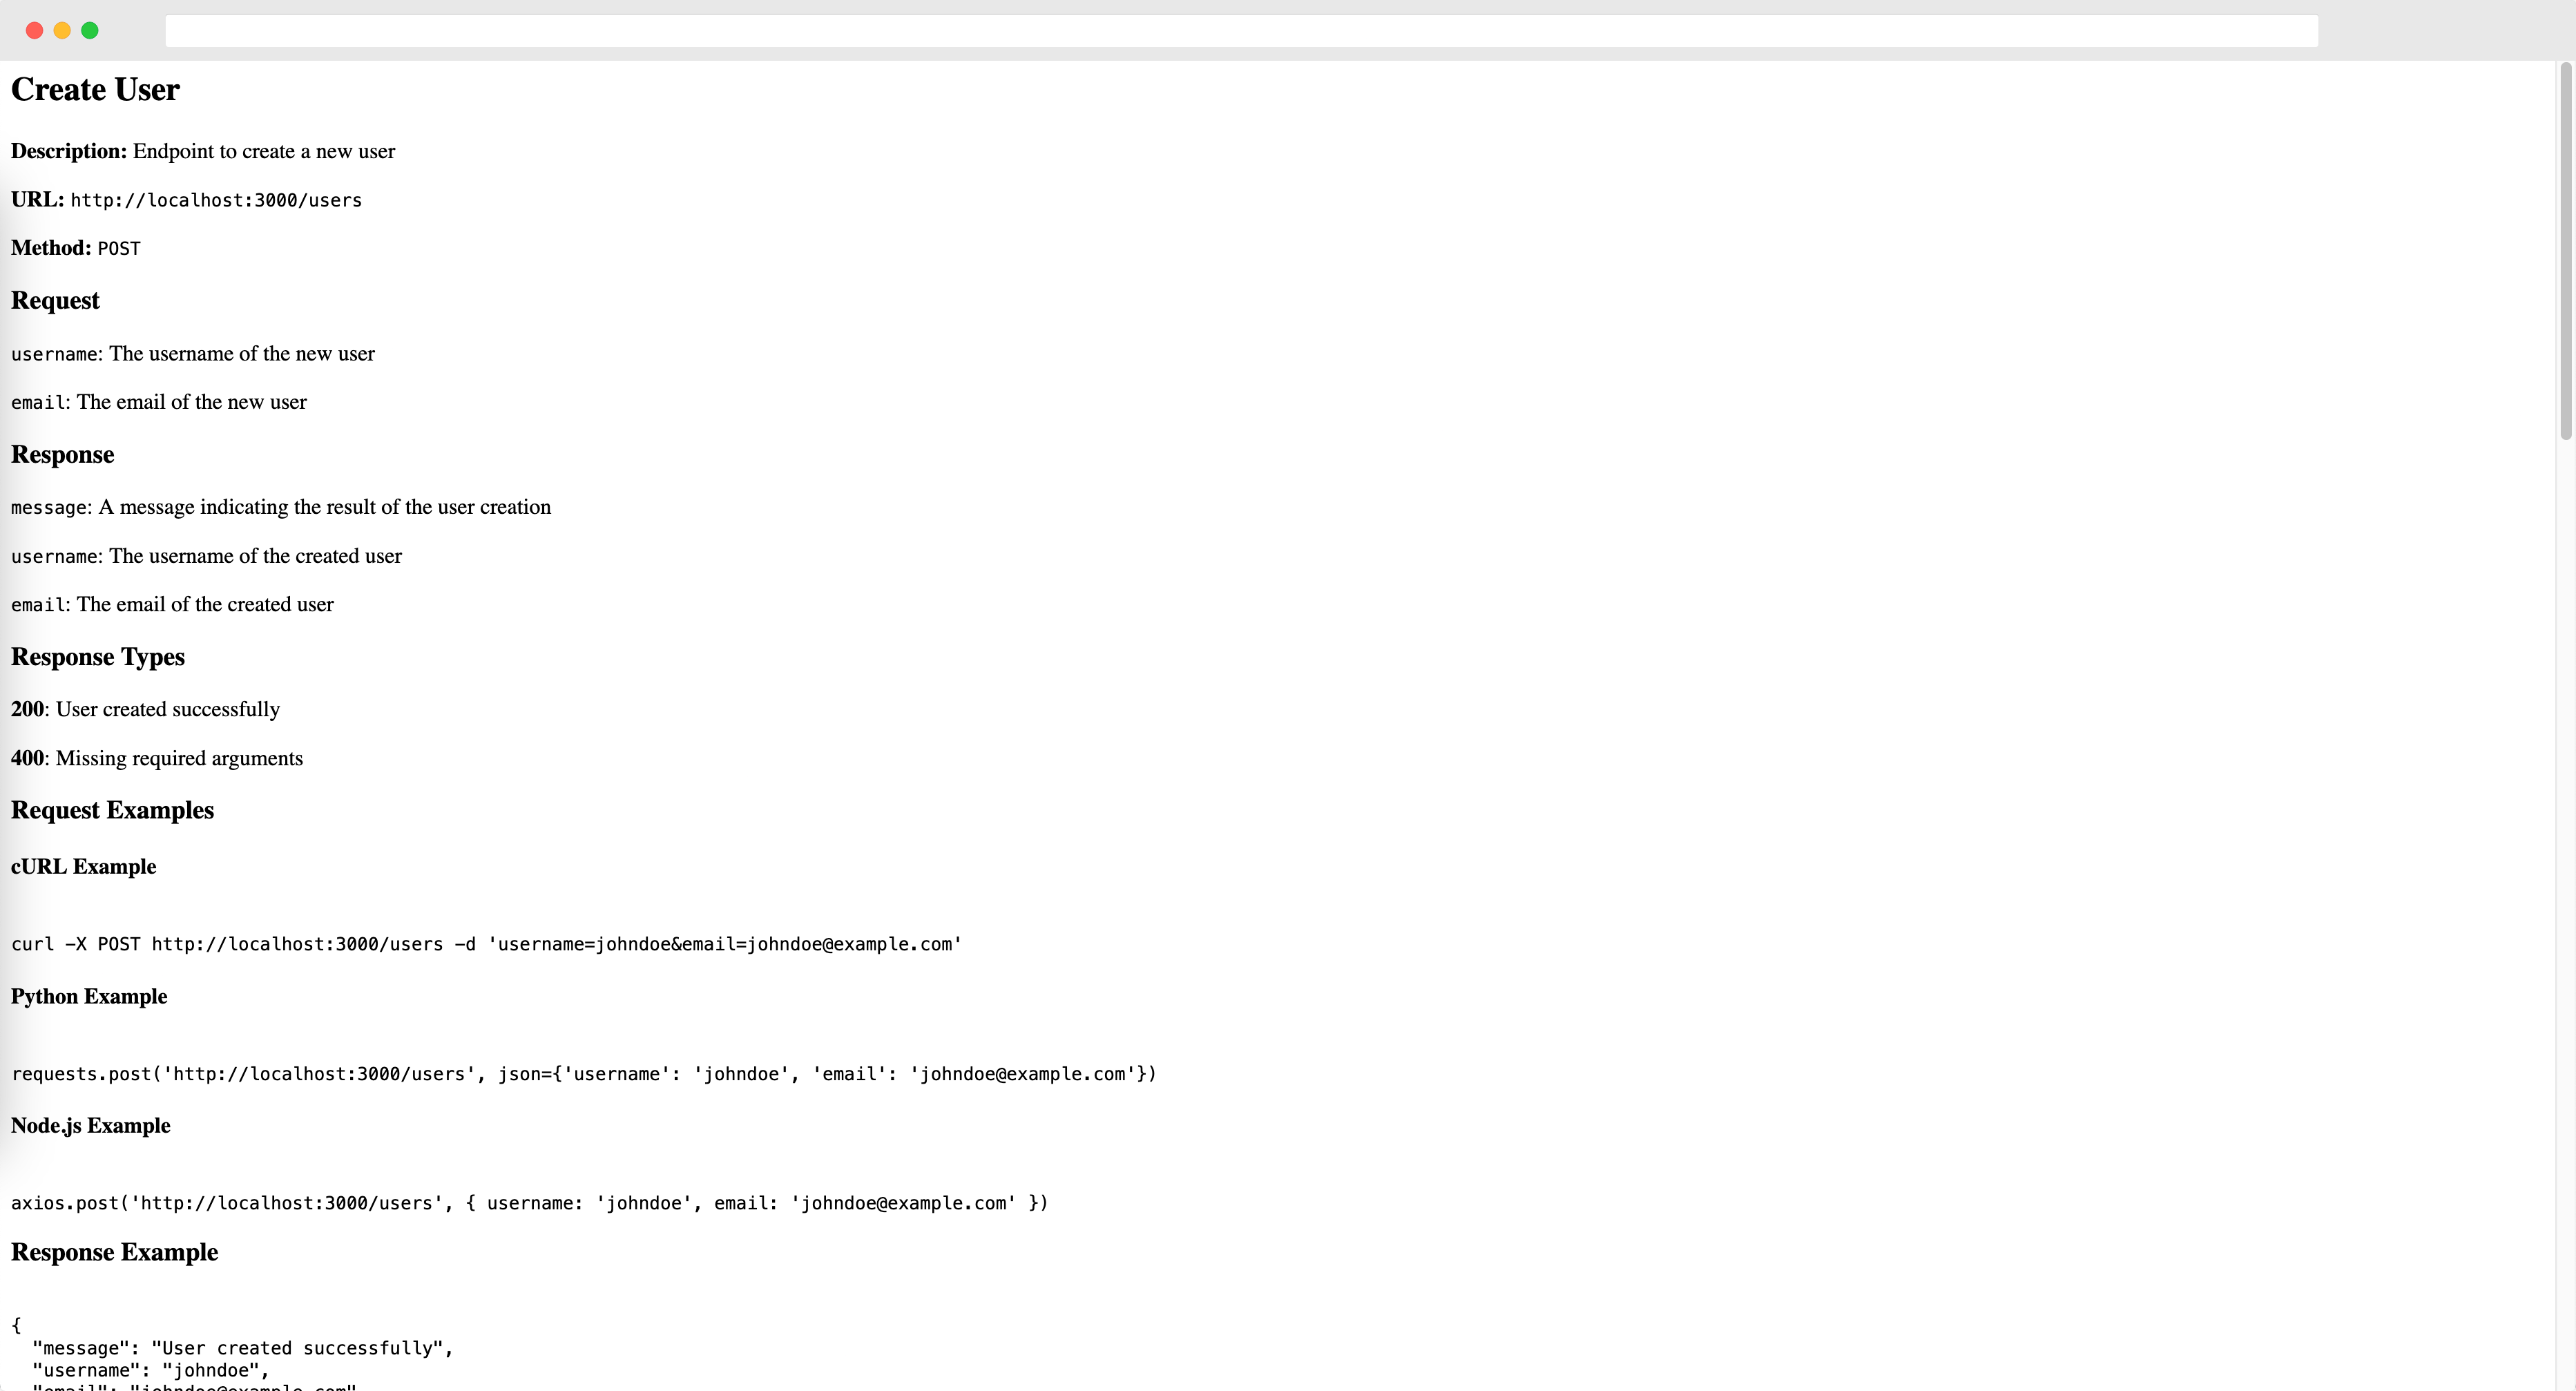 Create User
Description: Endpoint to create a new user
URL: http://localhost:3000/users
Method: POST
Request
username: The username of the new user
email: The email of the new user
Response
message: A message indicating the result of the user creation
username: The username of the created user
email: The email of the created user
Response Types
200: User created successfully
400: Missing required arguments
Request Examples
cURL Example
curl -X POST http://localhost:3000/users -d 'username=johndoe&email=johndoe@example.com'
Python Example
requests.post('http://localhost:3000/users', json={'username': 'johndoe', 'email': 'johndoe@example.com'})
Node.js Example
axios.post('http://localhost:3000/users', { username: 'johndoe', email: 'johndoe@example.com' })
Response Example
{
  "message": "User created successfully",
  "username": "johndoe",
  "email": "johndoe@example.com"